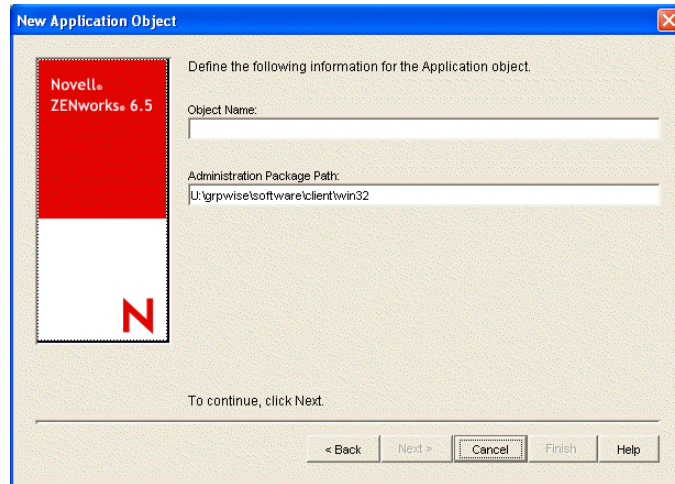 New Application Object
Novell®
ZENworks® 6.5
Define the following information for the Application object.
Object Name:
Administration Package Path:
U:\grpwise\software\client\win32
N
To continue, click Next.
< Back Next > Cancel Finish Help